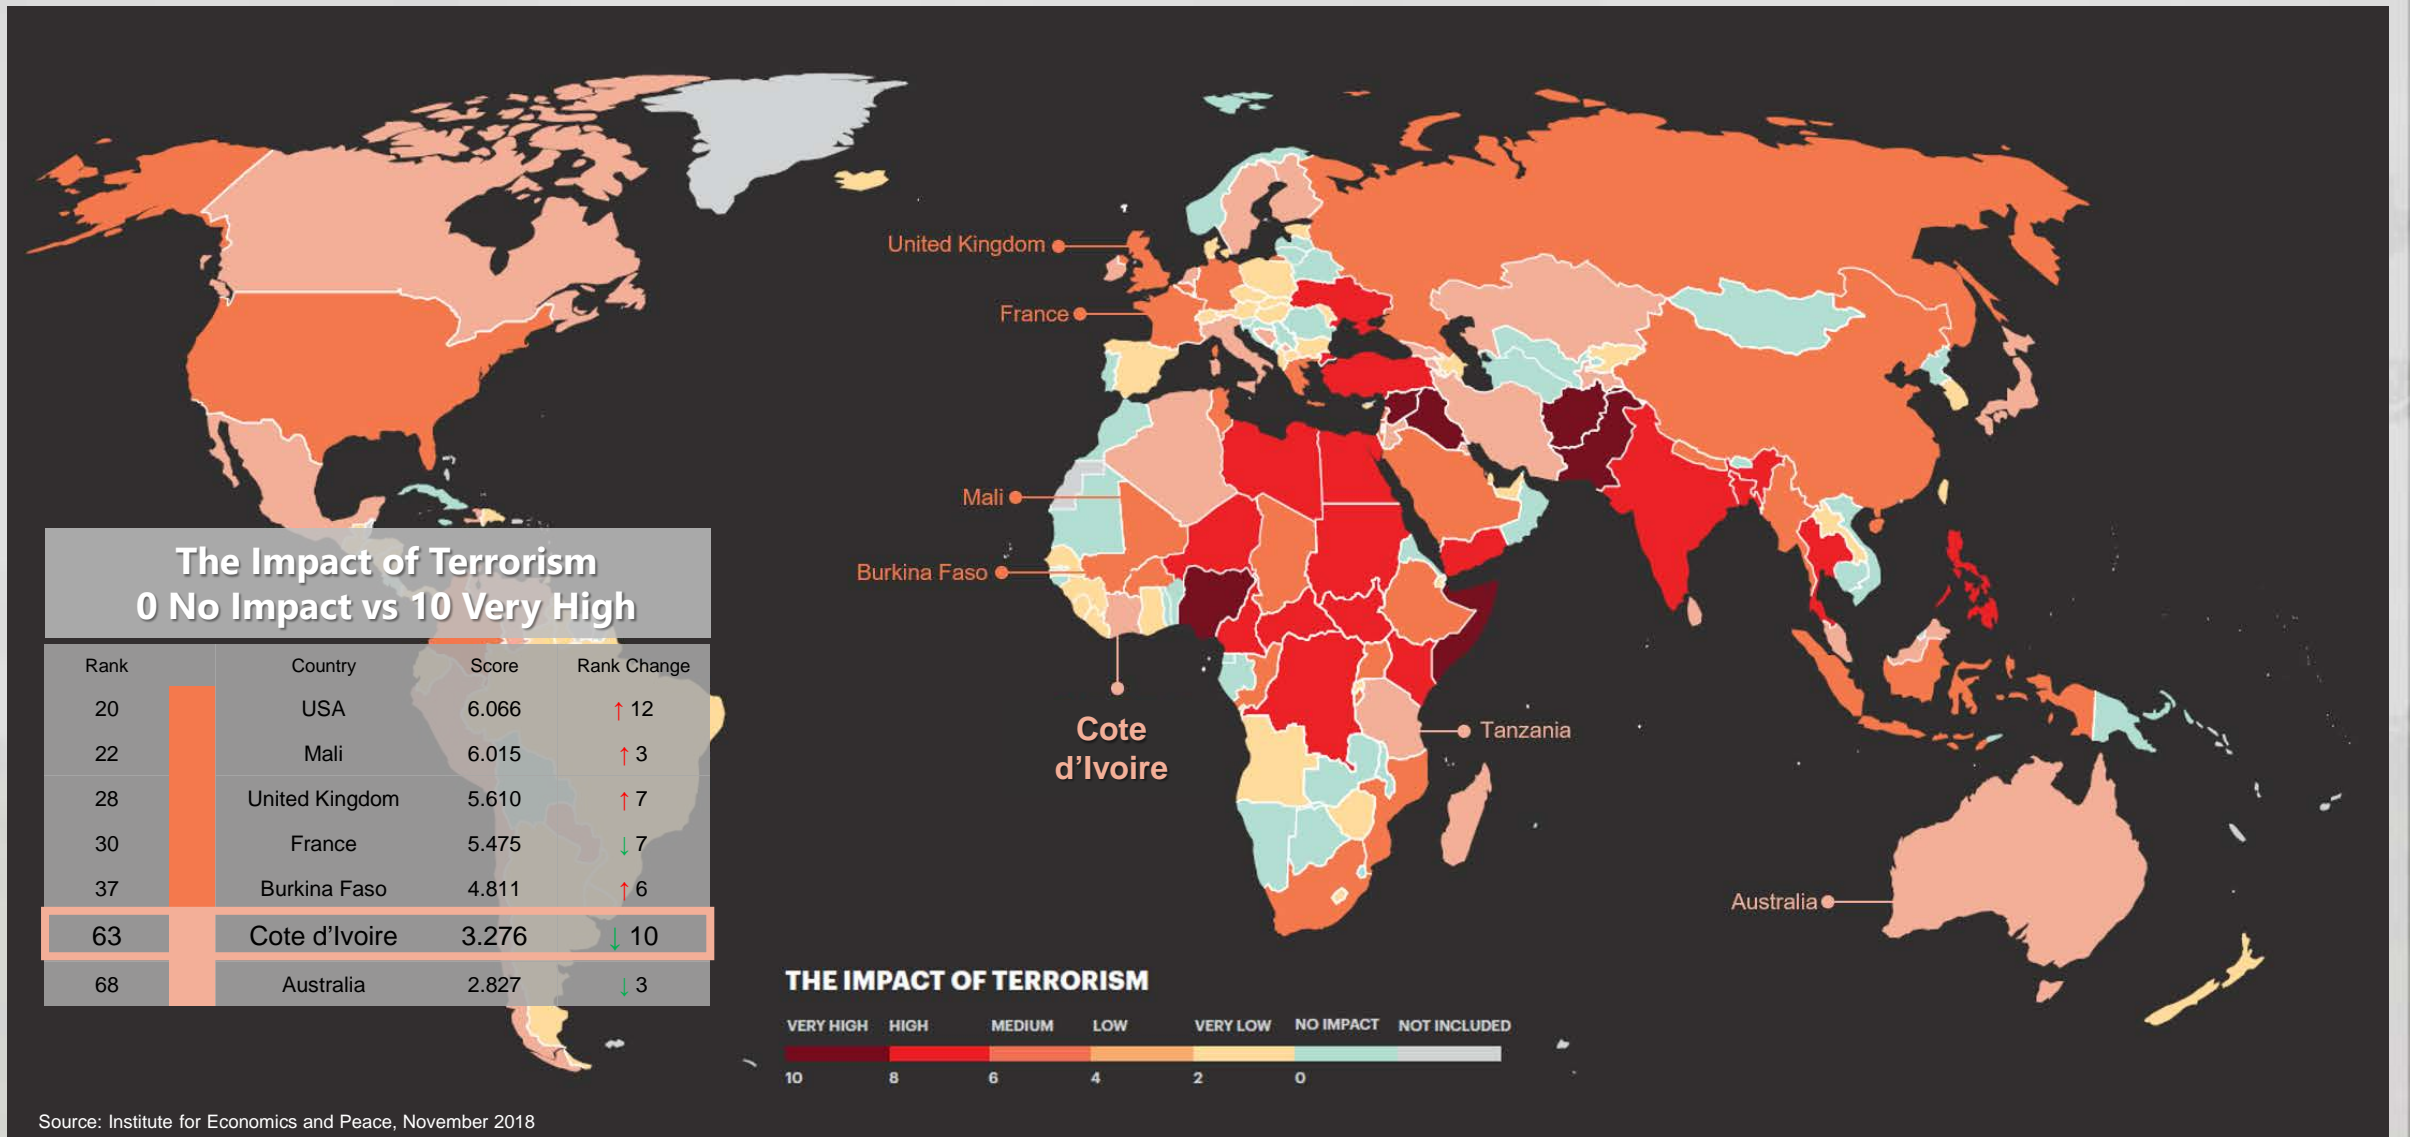 United Kingdom
France
Mali
Burkina Faso
Cote
d’Ivoire
Tanzania
Australia
The Impact of Terrorism
0 No Impact vs 10 Very High
Rank Country Score Rank Change
20 USA 6.066 ↑ 12
22 Mali 6.015 ↑ 3
28 United Kingdom 5.610 ↑ 7
30 France 5.475 ↓ 7
37 Burkina Faso 4.811 ↑ 6
63 Cote d’Ivoire 3.276 ↓ 10
68 Australia 2.827 ↓ 3
THE IMPACT OF TERRORISM
VERY HIGH HIGH MEDIUM LOW VERY LOW NO IMPACT NOT INCLUDED
10 8 6 4 2 0
Source: Institute for Economics and Peace, November 2018